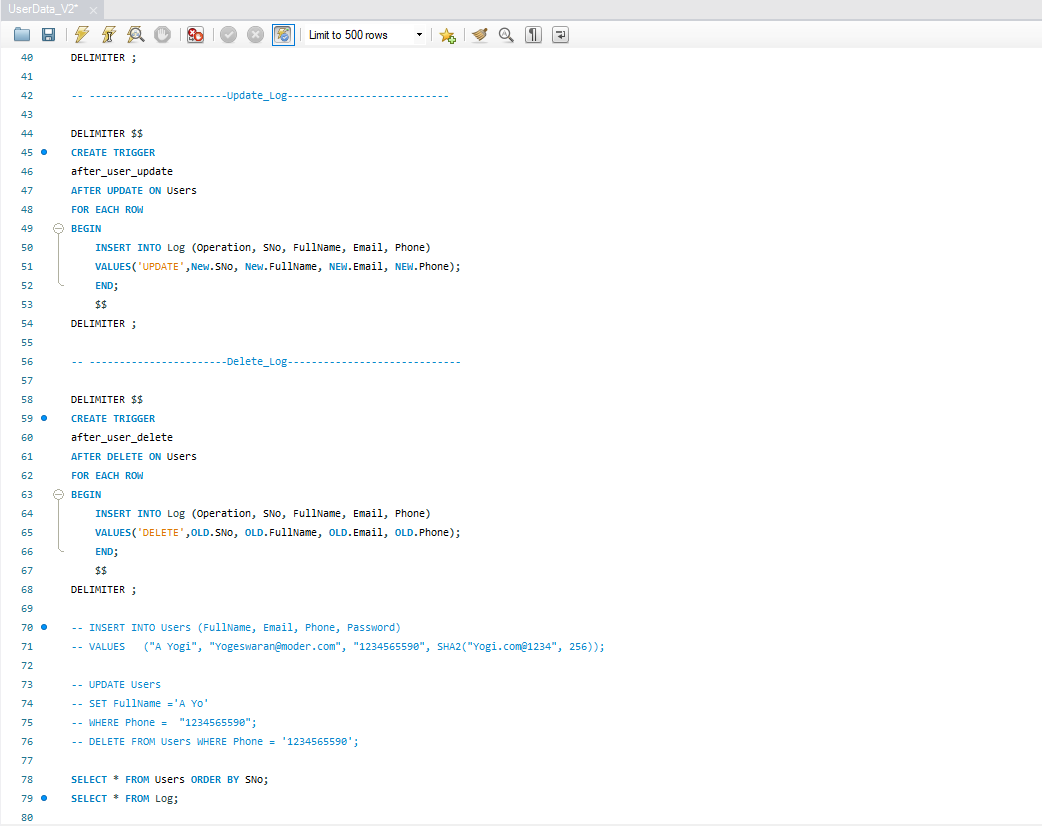 UserData_V2*
Limit to 500 rows
40 DELIMITER ;
41
42 -- -----------------------Update_Log---------------------------
43
44 DELIMITER $$
45 CREATE TRIGGER
46 after_user_update
47 AFTER UPDATE ON Users
48 FOR EACH ROW
49 BEGIN
50 INSERT INTO Log (Operation, SNo, FullName, Email, Phone)
51 VALUES('UPDATE',New.SNo, New.FullName, NEW.Email, NEW.Phone);
52 END;
53 $$
54 DELIMITER ;
55
56 -- -----------------------Delete_Log-----------------------------
57
58 DELIMITER $$
59 CREATE TRIGGER
60 after_user_delete
61 AFTER DELETE ON Users
62 FOR EACH ROW
63 BEGIN
64 INSERT INTO Log (Operation, SNo, FullName, Email, Phone)
65 VALUES('DELETE',OLD.SNo, OLD.FullName, OLD.Email, OLD.Phone);
66 END;
67 $$
68 DELIMITER ;
69
70 -- INSERT INTO Users (FullName, Email, Phone, Password)
71 -- VALUES   ("A Yogi", "Yogeswaran@moder.com", "1234565590", SHA2("Yogi.com@1234", 256));
72
73 -- UPDATE Users
74 -- SET FullName ='A Yo'
75 -- WHERE Phone =  "1234565590";
76 -- DELETE FROM Users WHERE Phone = '1234565590';
77
78 SELECT * FROM Users ORDER BY SNo;
79 SELECT * FROM Log;
80